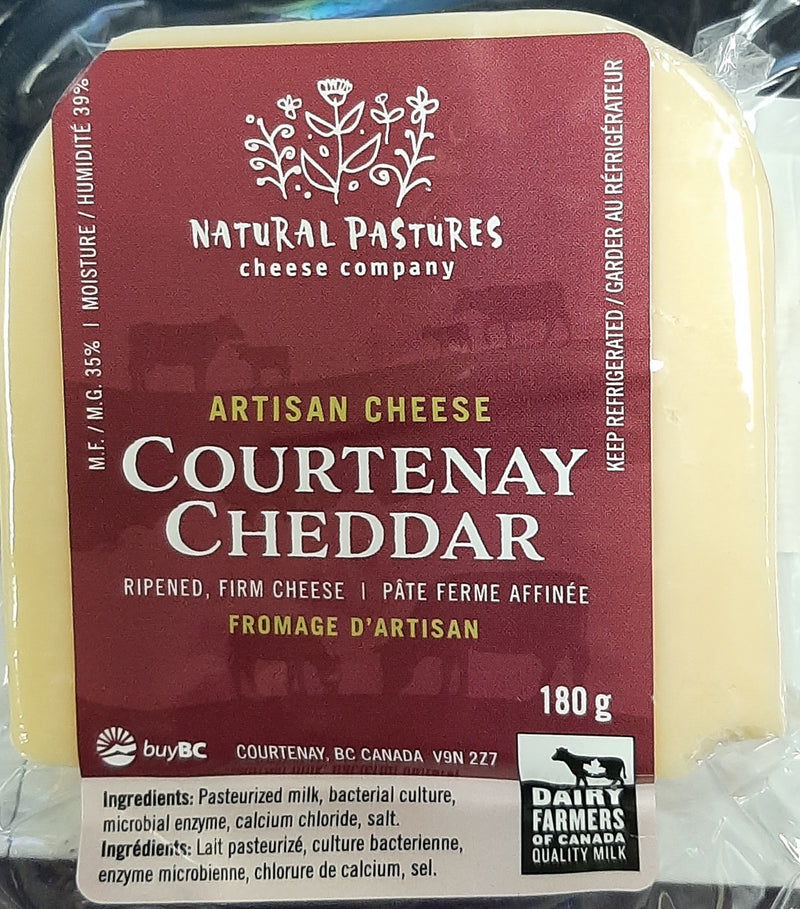 NATURAL PASTURES
cheese company
M.F. / M.G. 35% | MOISTURE / HUMIDITÉ 39%
KEEP REFRIGERATED / GARDER AU RÉFRIGÉRATEUR
ARTISAN CHEESE
COURTENAY
CHEDDAR
RIPENED, FIRM CHEESE | PÂTE FERME AFFINÉE
FROMAGE D'ARTISAN
180 g
buyBC
COURTENAY, BC CANADA V9N 2Z7
Ingredients: Pasteurized milk, bacterial culture,
microbial enzyme, calcium chloride, salt.
Ingrédients: Lait pasteurizé, culture bacterienne,
enzyme microbienne, chlorure de calcium, sel.
DAIRY
FARMERS
OF CANADA
QUALITY MILK